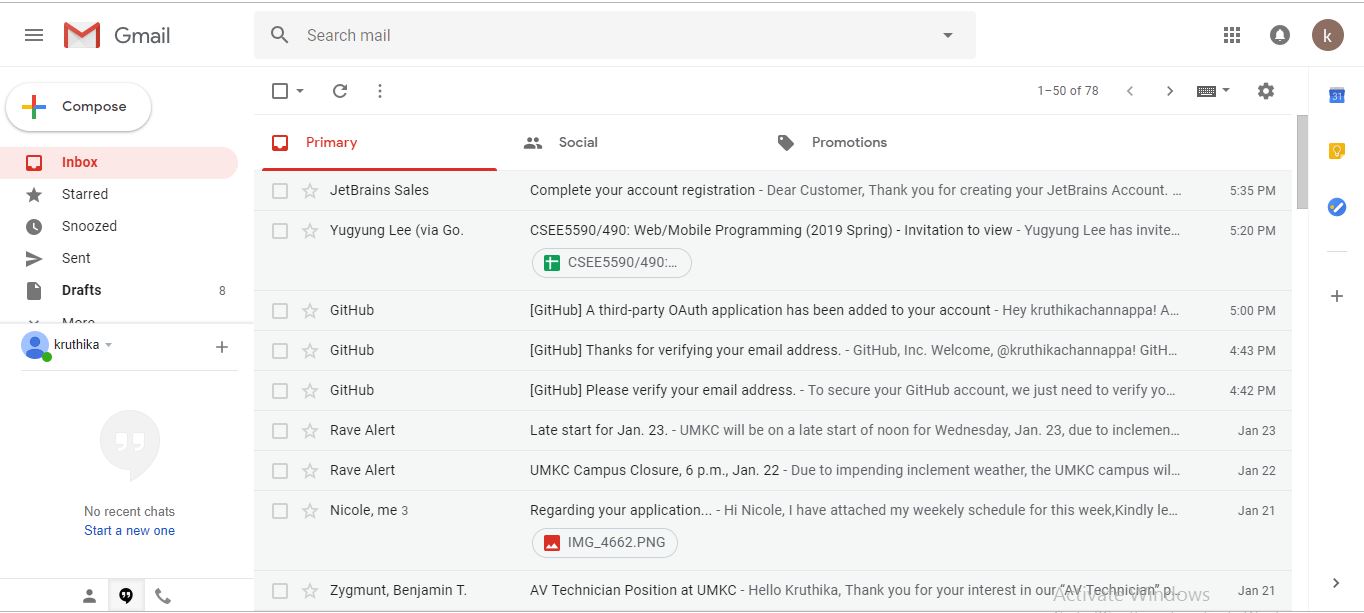 Gmail
Search mail
k
Compose
1–50 of 78
31
Primary
Social
Promotions
Inbox
Starred
Snoozed
Sent
Drafts 8
More
kruthika
No recent chats
Start a new one
JetBrains Sales Complete your account registration - Dear Customer, Thank you for creating your JetBrains Account. … 5:35 PM
Yugyung Lee (via Go. CSEE5590/490: Web/Mobile Programming (2019 Spring) - Invitation to view - Yugyung Lee has invite… 5:20 PM
CSEE5590/490:...
GitHub [GitHub] A third-party OAuth application has been added to your account - Hey kruthikachannappa! A… 5:00 PM
GitHub [GitHub] Thanks for verifying your email address. - GitHub, Inc. Welcome, @kruthikachannappa! GitH… 4:43 PM
GitHub [GitHub] Please verify your email address. - To secure your GitHub account, we just need to verify yo… 4:42 PM
Rave Alert Late start for Jan. 23. - UMKC will be on a late start of noon for Wednesday, Jan. 23, due to inclemen… Jan 23
Rave Alert UMKC Campus Closure, 6 p.m., Jan. 22 - Due to impending inclement weather, the UMKC campus wil… Jan 22
Nicole, me 3 Regarding your application... - Hi Nicole, I have attached my weekely schedule for this week,Kindly le… Jan 21
IMG_4662.PNG
Zygmunt, Benjamin T. AV Technician Position at UMKC - Hello Kruthika, Thank you for your interest in our “AV Technician” p… Jan 21
Activate Windows